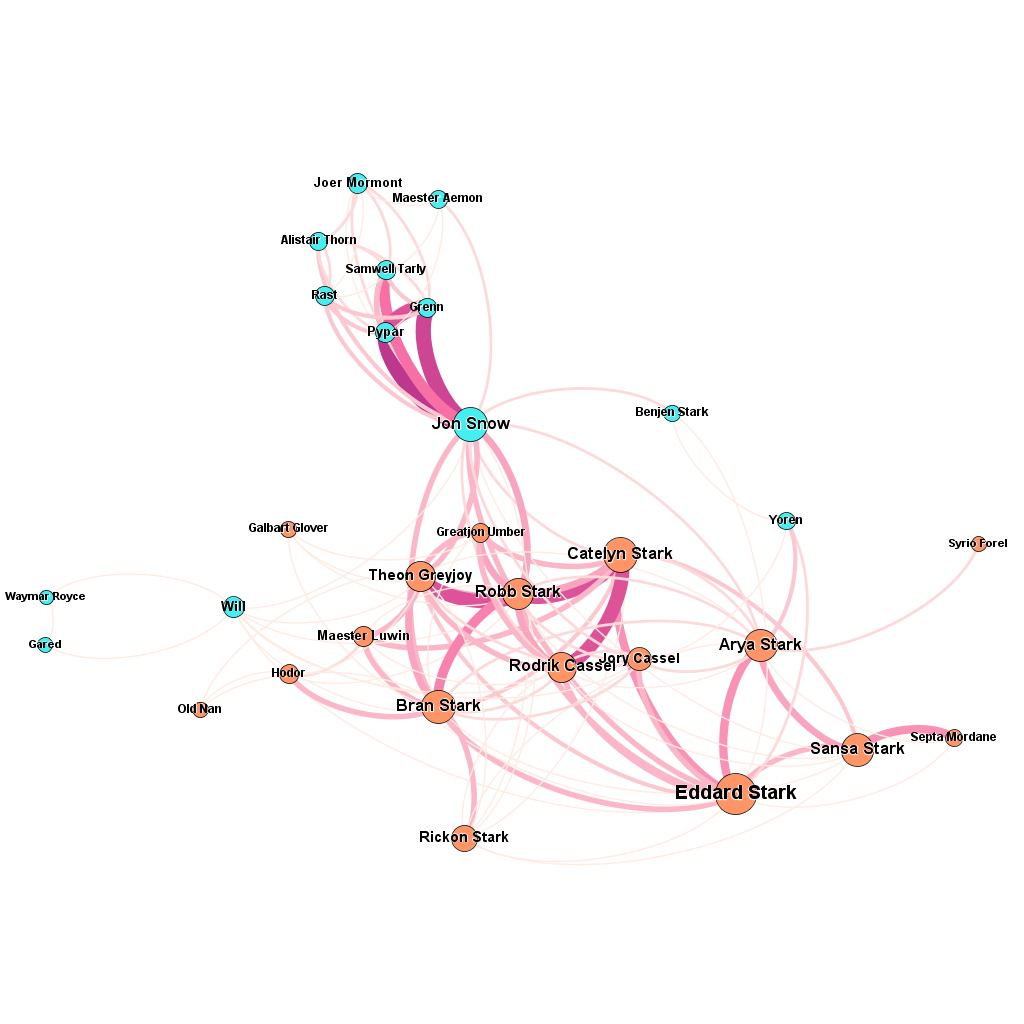 Joer Mormont
Maester Aemon
Alistair Thorn
Samwell Tarly
Rast
Grenn
Pypar
Jon Snow
Benjen Stark
Yoren
Galbart Glover
Greatjon Umber
Syrio Forel
Catelyn Stark
Theon Greyjoy
Robb Stark
Waymar Royce
Will
Maester Luwin
Gared
Arya Stark
Jory Cassel
Rodrik Cassel
Hodor
Old Nan
Bran Stark
Septa Mordane
Sansa Stark
Eddard Stark
Rickon Stark